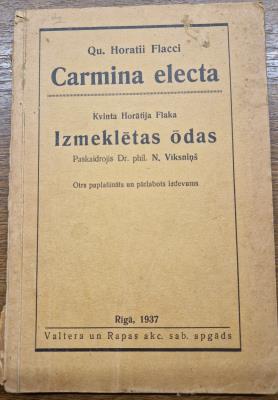 Qu. Horatii Flacci
Carmina electa
Kvinta Horātija Flaka
Izmeklētas ōdas
Paskaidrojis Dr. phil. N. Vīksniņš
Otrs paplašināts un pārlabots izdevums
Rīgā, 1937
Valtera un Rapas akc. sab. apgāds